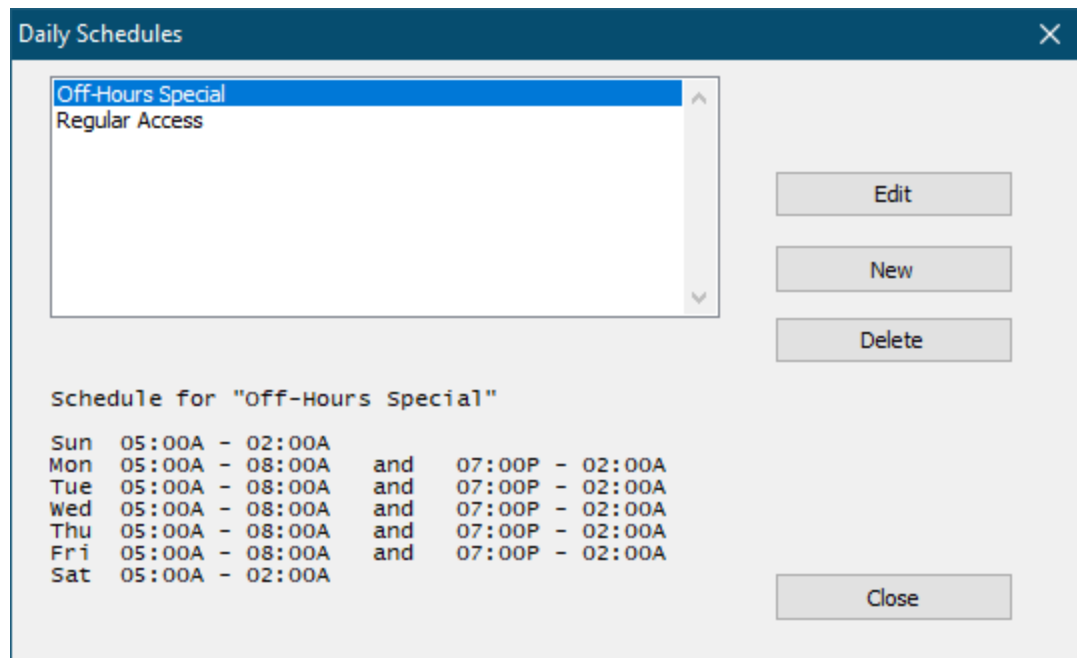 Daily Schedules
Off-Hours Special
Regular Access
Edit
New
Delete
Schedule for "Off-Hours Special"
Sun 05:00A - 02:00A
Mon 05:00A - 08:00A and 07:00P - 02:00A
Tue 05:00A - 08:00A and 07:00P - 02:00A
Wed 05:00A - 08:00A and 07:00P - 02:00A
Thu 05:00A - 08:00A and 07:00P - 02:00A
Fri 05:00A - 08:00A and 07:00P - 02:00A
Sat 05:00A - 02:00A
Close